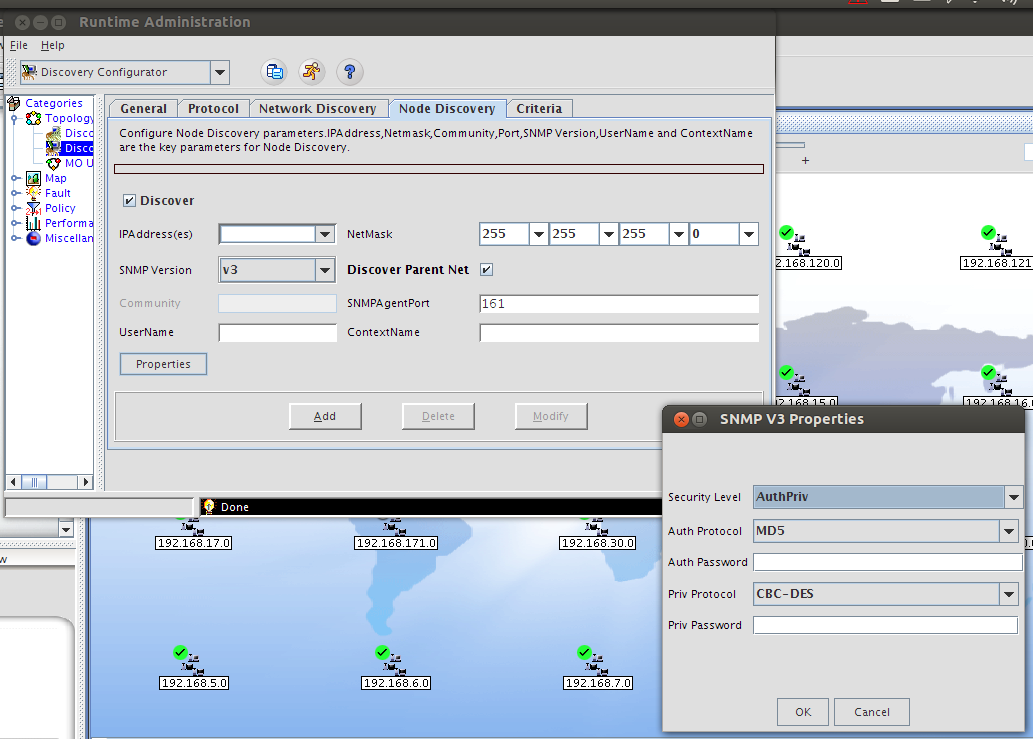 Runtime Administration
File Help
Discovery Configurator
Categories
Topology
Disco
Disco
MO U
Map
Fault
Policy
Performa
Miscellan
General Protocol Network Discovery Node Discovery Criteria
Configure Node Discovery parameters.IPAddress,Netmask,Community,Port,SNMP Version,UserName and ContextName
are the key parameters for Node Discovery.
Discover
IPAddress(es) NetMask 255 255 255 0
SNMP Version v3 Discover Parent Net
Community SNMPAgentPort 161
UserName ContextName
Properties
Add Delete Modify
Done
+
2.168.120.0 192.168.121
2.168.15.0 192.168.16.0
192.168.17.0 192.168.171.0 192.168.30.0
192.168.5.0 192.168.6.0 192.168.7.0
SNMP V3 Properties
Security Level AuthPriv
Auth Protocol MD5
Auth Password
Priv Protocol CBC-DES
Priv Password
OK Cancel